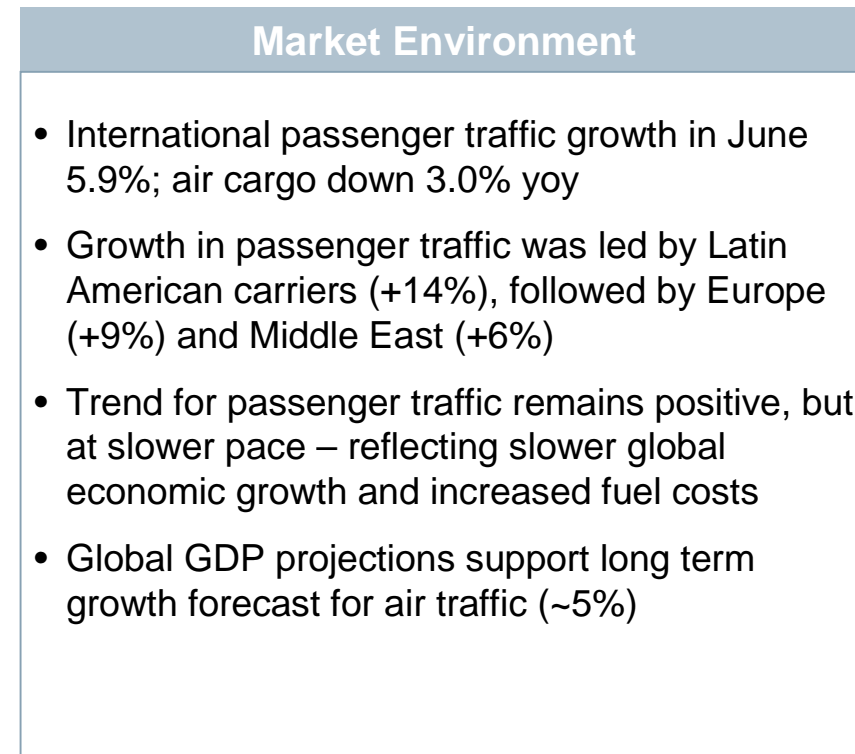 Market Environment
• International passenger traffic growth in June
5.9%; air cargo down 3.0% yoy
• Growth in passenger traffic was led by Latin
American carriers (+14%), followed by Europe
(+9%) and Middle East (+6%)
• Trend for passenger traffic remains positive, but
at slower pace – reflecting slower global
economic growth and increased fuel costs
• Global GDP projections support long term
growth forecast for air traffic (~5%)